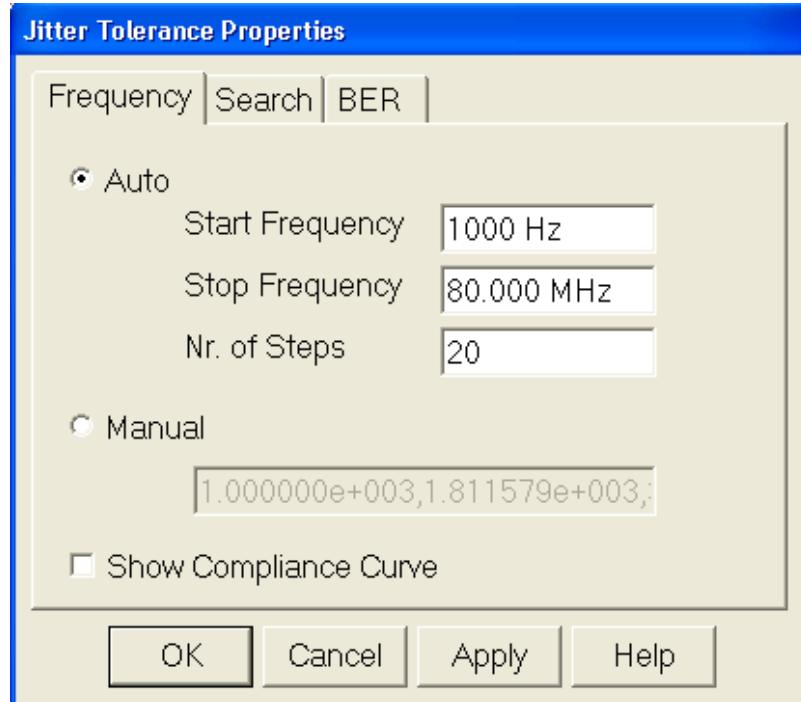 Jitter Tolerance Properties
Frequency Search BER
Auto
Start Frequency 1000 Hz
Stop Frequency 80.000 MHz
Nr. of Steps 20
Manual
1.000000e+003,1.811579e+003,
Show Compliance Curve
OK Cancel Apply Help